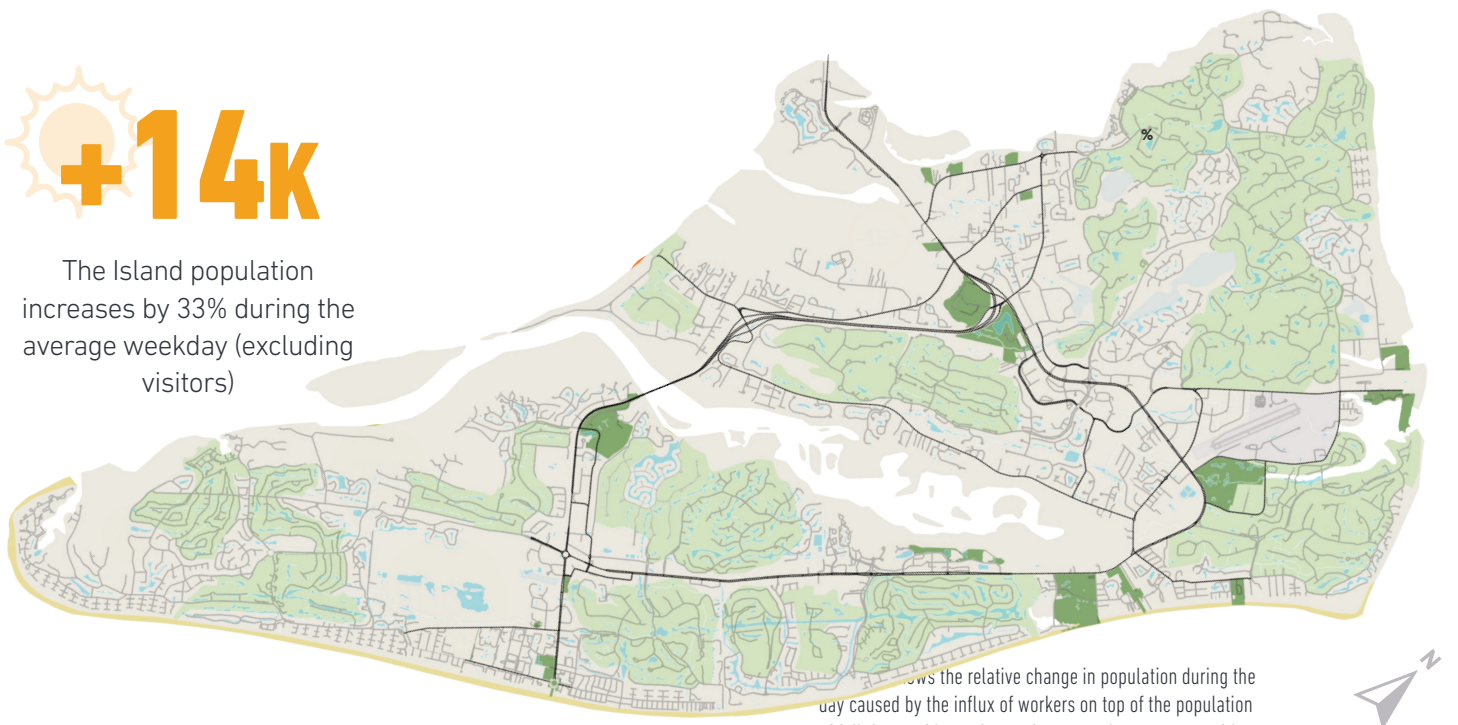 +14K
The Island population
increases by 33% during the
average weekday (excluding
visitors)
%
the relative change in population during the
day caused by the influx of workers on top of the population
N